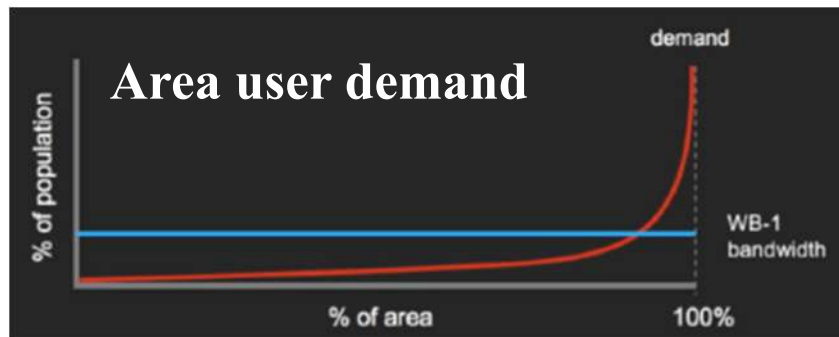 demand
Area user demand
% of population
WB-1
bandwidth
% of area
100%